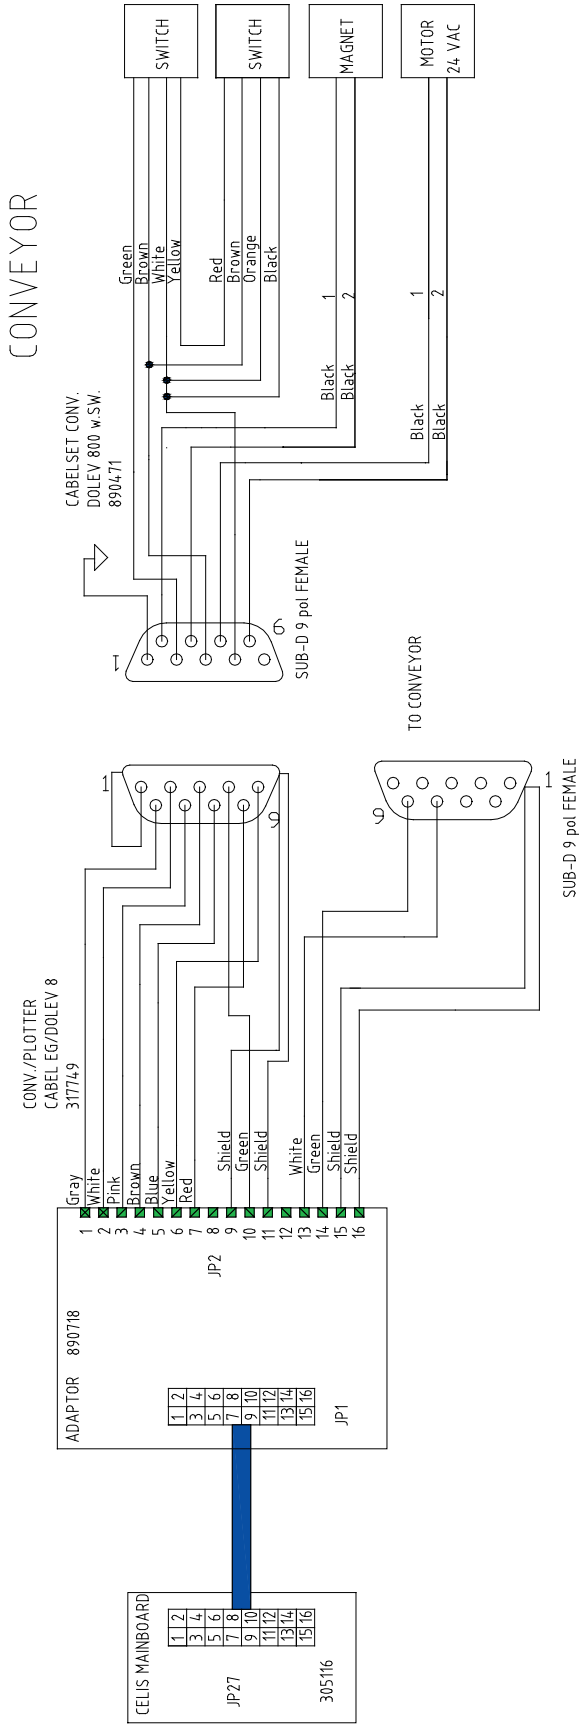 CONVEYOR
SWITCH
SWITCH
MAGNET
MOTOR
24 VAC
Green
Brown
White
Yellow
Red
Brown
Orange
Black
1
2
Black
Black
1
2
Black
Black
CABELSET CONV.
DOLEV 800 w.SW.
890471
1
9
SUB-D 9 pol FEMALE
TO CONVEYOR
1
9
9
1
SUB-D 9 pol FEMALE
CONV./PLOTTER
CABEL EG/DOLEV 8
317749
Gray
White
Pink
Brown
Blue
Yellow
Red
Shield
Green
Shield
White
Green
Shield
Shield
1
2
3
4
5
6
7
8
9
10
11
12
13
14
15
16
JP2
ADAPTOR 890718
1 2
3 4
5 6
7 8
9 10
11 12
13 14
15 16
JP1
CELIS MAINBOARD
1 2
3 4
5 6
7 8
9 10
11 12
13 14
15 16
JP27
305116